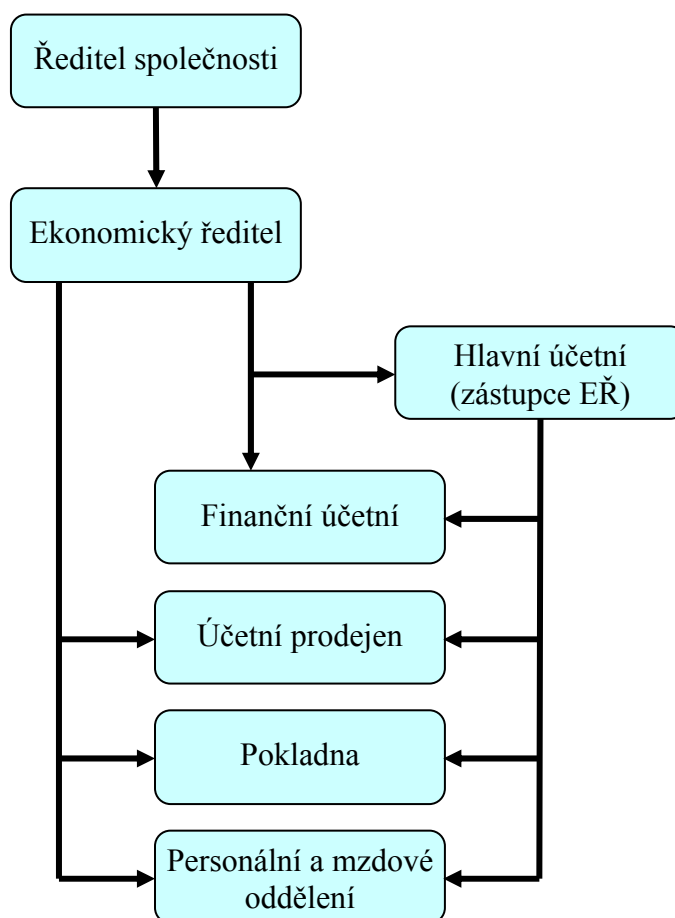 Ředitel společnosti
Ekonomický ředitel
Hlavní účetní
(zástupce EŘ)
Finanční účetní
Účetní prodejen
Pokladna
Personální a mzdové
oddělení